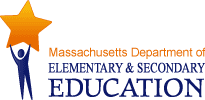 Massachusetts Department of
ELEMENTARY & SECONDARY
EDUCATION